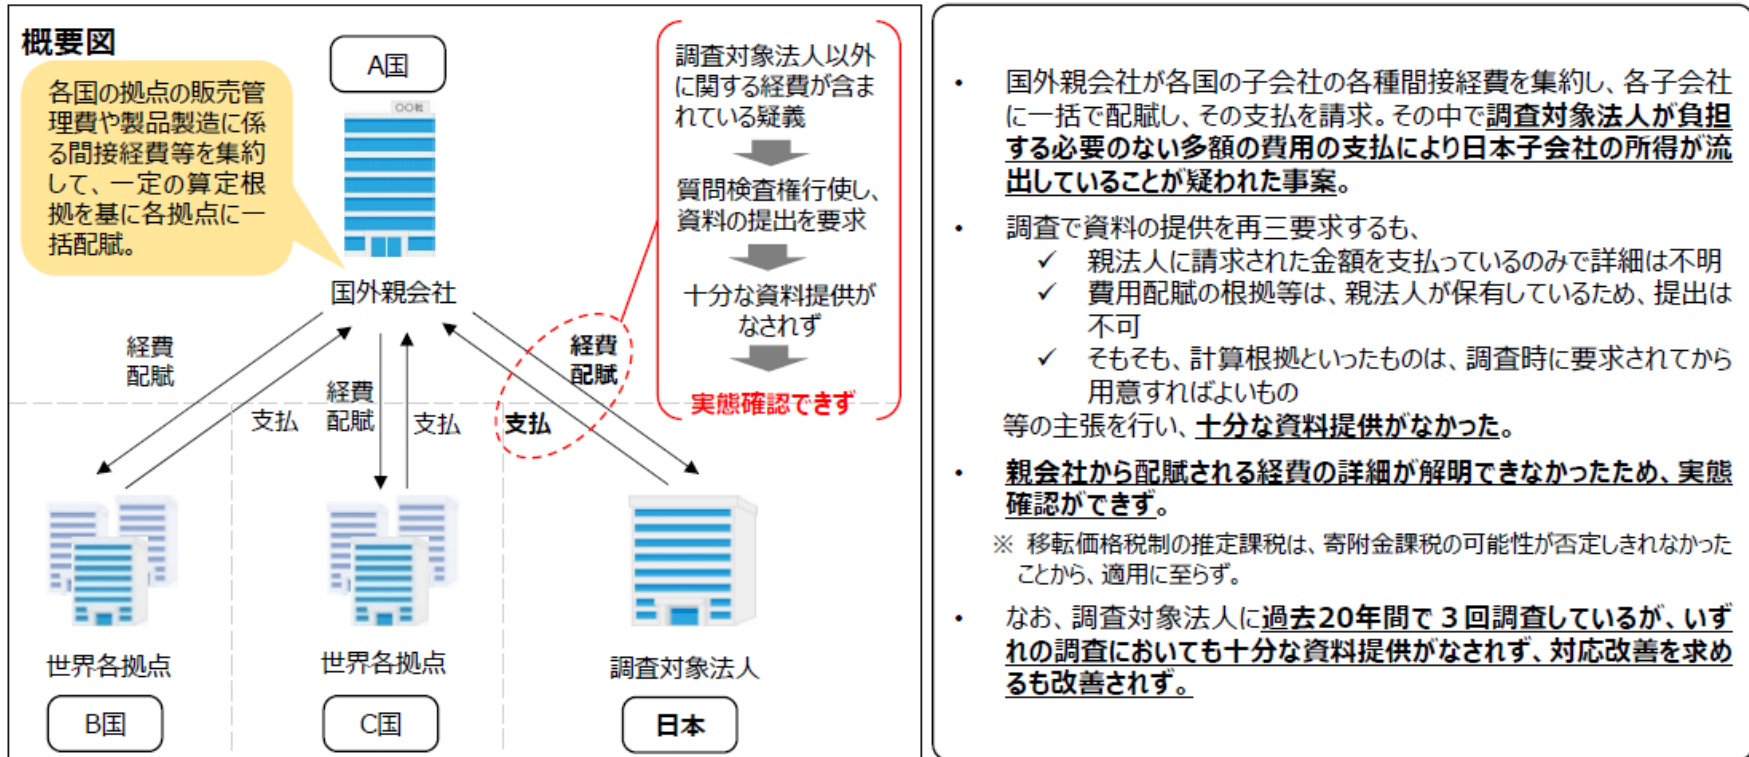 概要図
各国の拠点の販売管
理費や製品製造に係
る間接経費等を集約
して、一定の算定根
拠を基に各拠点に一
括配賦。
A国
〇〇社
国外親会社
調査対象法人以外
に関する経費が含ま
れている疑義
質問検査権行使し、
資料の提出を要求
十分な資料提供が
なされず
実態確認できず
経費
配賦
支払
経費
配賦
支払
経費
配賦
支払
世界各拠点
B国
世界各拠点
C国
調査対象法人
日本
• 国外親会社が各国の子会社の各種間接経費を集約し、各子会社
に一括で配賦し、その支払を請求。その中で調査対象法人が負担
する必要のない多額の費用の支払により日本子会社の所得が流
出していることが疑われた事案。
• 調査で資料の提供を再三要求するも、
✓ 親法人に請求された金額を支払っているのみで詳細は不明
✓ 費用配賦の根拠等は、親法人が保有しているため、提出は
不可
✓ そもそも、計算根拠といったものは、調査時に要求されてから
用意すればよいもの
等の主張を行い、十分な資料提供がなかった。
• 親会社から配賦される経費の詳細が解明できなかったため、実態
確認ができず。
※ 移転価格税制の推定課税は、寄附金課税の可能性が否定しきれなかった
ことから、適用に至らず。
• なお、調査対象法人に過去20年間で3回調査しているが、いず
れの調査においても十分な資料提供がなされず、対応改善を求め
るも改善されず。